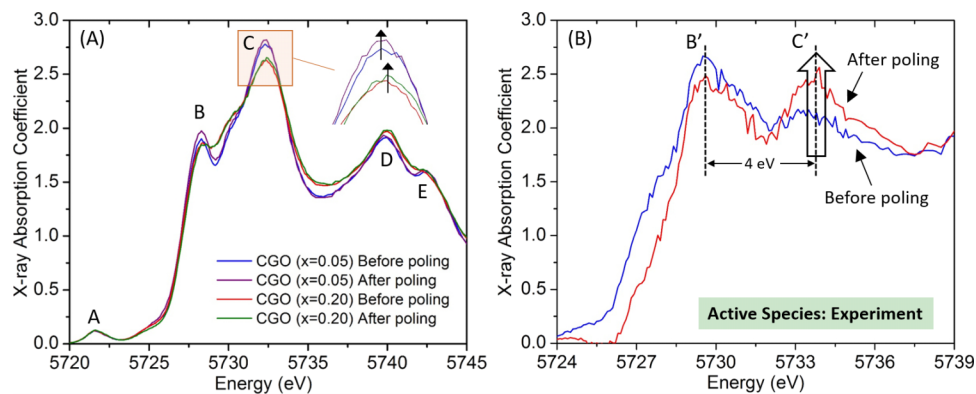 (A)
X-ray Absorption Coefficient
3.0
2.5
2.0
1.5
1.0
0.5
0.0
A
B
C
D
E
CGO (x=0.05) Before poling
CGO (x=0.05) After poling
CGO (x=0.20) Before poling
CGO (x=0.20) After poling
5720 5725 5730 5735 5740 5745
Energy (eV)
(B)
X-ray Absorption Coefficient
3.0
2.5
2.0
1.5
1.0
0.5
0.0
B’
C’
After poling
4 eV
Before poling
Active Species: Experiment
5724 5727 5730 5733 5736 5739
Energy (eV)